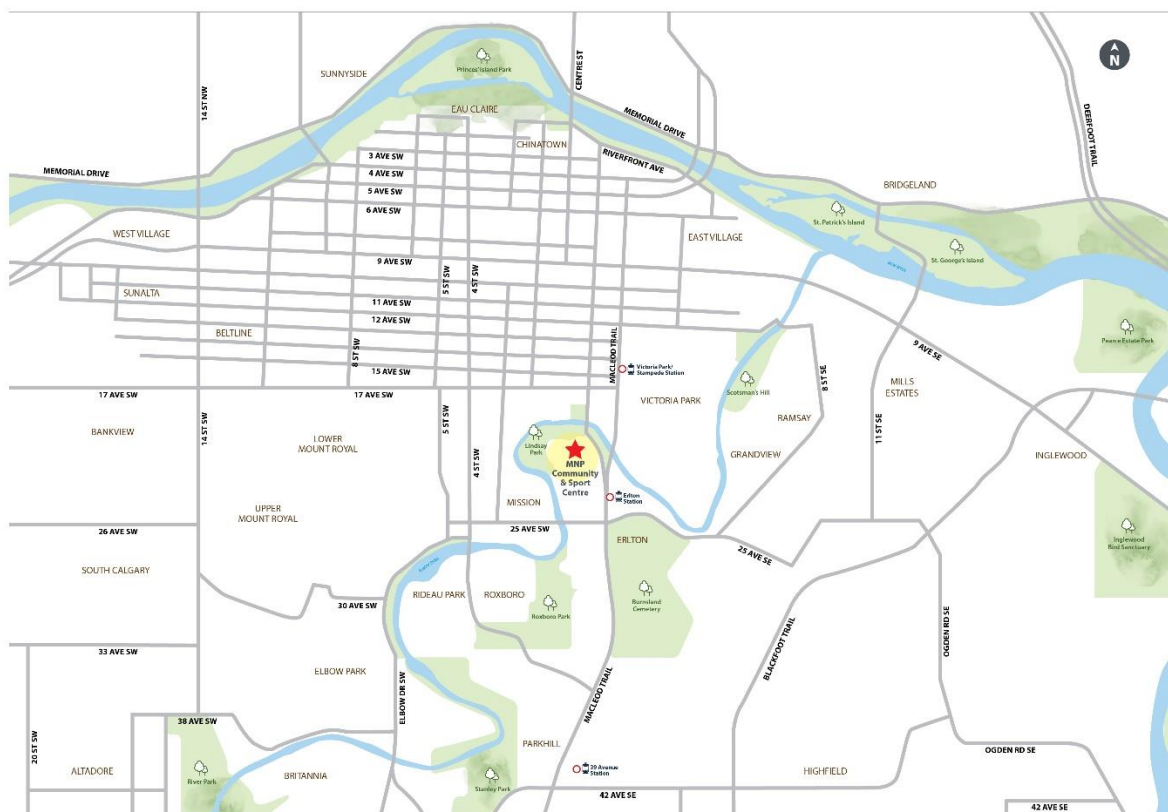 N
SUNNYSIDE
Princes' Island Park
14 ST NW
CENTRE ST
DEERFOOT TRAIL
EAU CLAIRE
MEMORIAL DRIVE
CHINATOWN
3 AVE SW
RIVERFRONT AVE
4 AVE SW
MEMORIAL DRIVE
5 AVE SW
BRIDGELAND
6 AVE SW
St. Patrick's Island
WEST VILLAGE
EAST VILLAGE
9 AVE SW
St. George's Island
5 ST SW
4 ST SW
SUNALTA
11 AVE SW
12 AVE SW
BELTLINE
Pearce Estate Park
8 ST SW
MACLEOD TRAIL
9 AVE SE
15 AVE SW
Victoria Park/
Stampede Station
8 ST SE
17 AVE SW
17 AVE SW
VICTORIA PARK
Scotsman's Hill
MILLS
ESTATES
BANKVIEW
14 ST SW
LOWER
MOUNT ROYAL
5 ST SW
RAMSAY
11 ST SE
Lindsay
Park
GRANDVIEW
INGLEWOOD
4 ST SW
MNP
Community
& Sport
Centre
UPPER
MOUNT ROYAL
MISSION
Erlton
Station
26 AVE SW
25 AVE SW
ERLTON
25 AVE SE
Inglewood
Bird Sanctuary
SOUTH CALGARY
RIDEAU PARK
ROXBORO
Burnsland
Cemetery
30 AVE SW
Roxboro Park
33 AVE SW
ELBOW PARK
BLACKFOOT TRAIL
OGDEN RD SE
ELBOW DR SW
MACLEOD TRAIL
38 AVE SW
20 ST SW
PARKHILL
OGDEN RD SE
ALTADORE
River Park
BRITANNIA
39 Avenue
Station
HIGHFIELD
Stanley Park
42 AVE SE
42 AVE SE